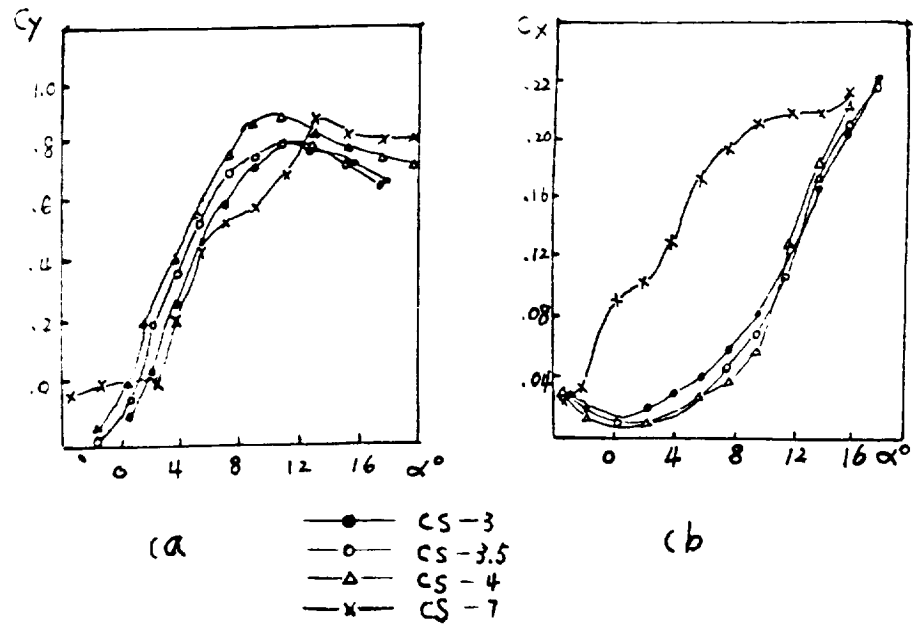 Cy
1.0
.8
.6
.4
.2
.0
0 4 8 12 16 α°
(a
Cx
.22
.20
.16
.12
.08
.04
0 4 8 12 16 α°
(b
CS-3
CS-3.5
CS-4
CS-7